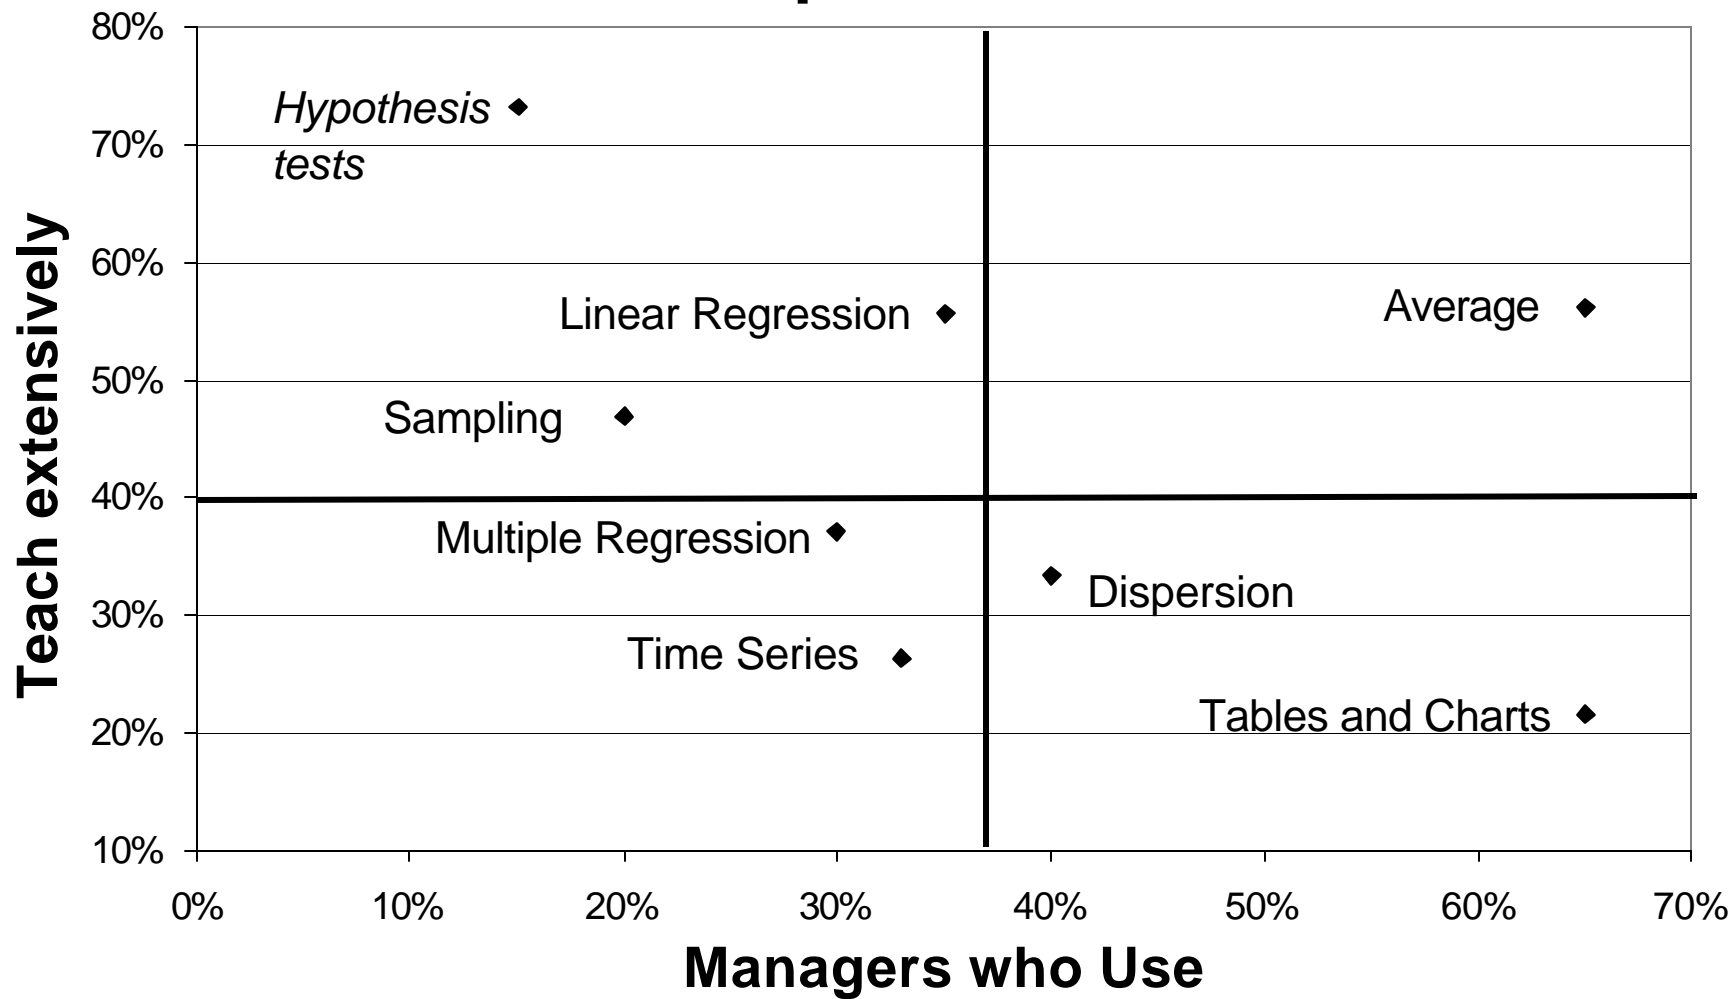 80%
Hypothesis
70%
tests
60%
Linear Regression
Average
50%
Sampling
40%
Multiple Regression
Dispersion
30%
Time Series
Tables and Charts
20%
10%
0% 10% 20% 30% 40% 50% 60% 70%
Managers who Use
Teach extensively